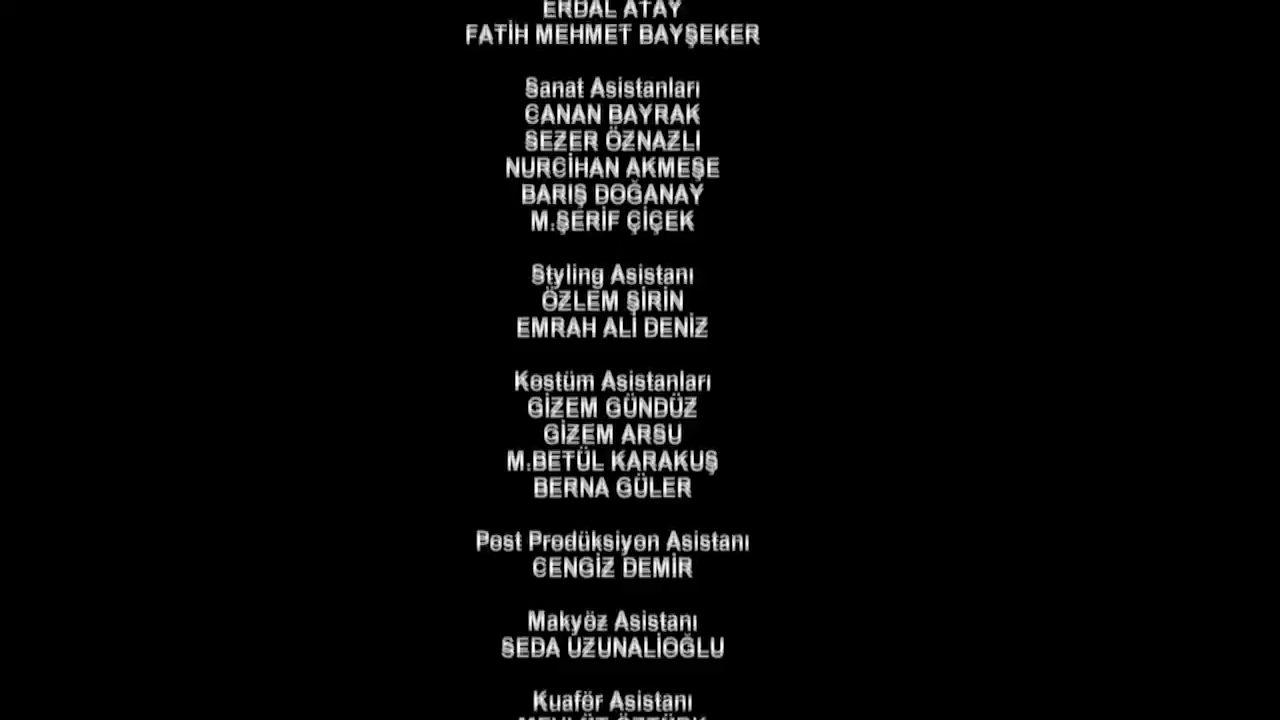 ERDAL ATAY
FATİH MEHMET BAYŞEKER
Sanat Asistanları
CANAN BAYRAK
SEZER ÖZNAZLI
NURCİHAN AKMEŞE
BARIŞ DOĞANAY
M.ŞERİF ÇİÇEK
Styling Asistanı
ÖZLEM ŞİRİN
EMRAH ALİ DENİZ
Kostüm Asistanları
GİZEM GÜNDÜZ
GİZEM ARSU
M.BETÜL KARAKUŞ
BERNA GÜLER
Post Prodüksiyon Asistanı
CENGİZ DEMİR
Makyöz Asistanı
SEDA UZUNALİOĞLU
Kuaför Asistanı
MEVLÜT ÖZTÜRK